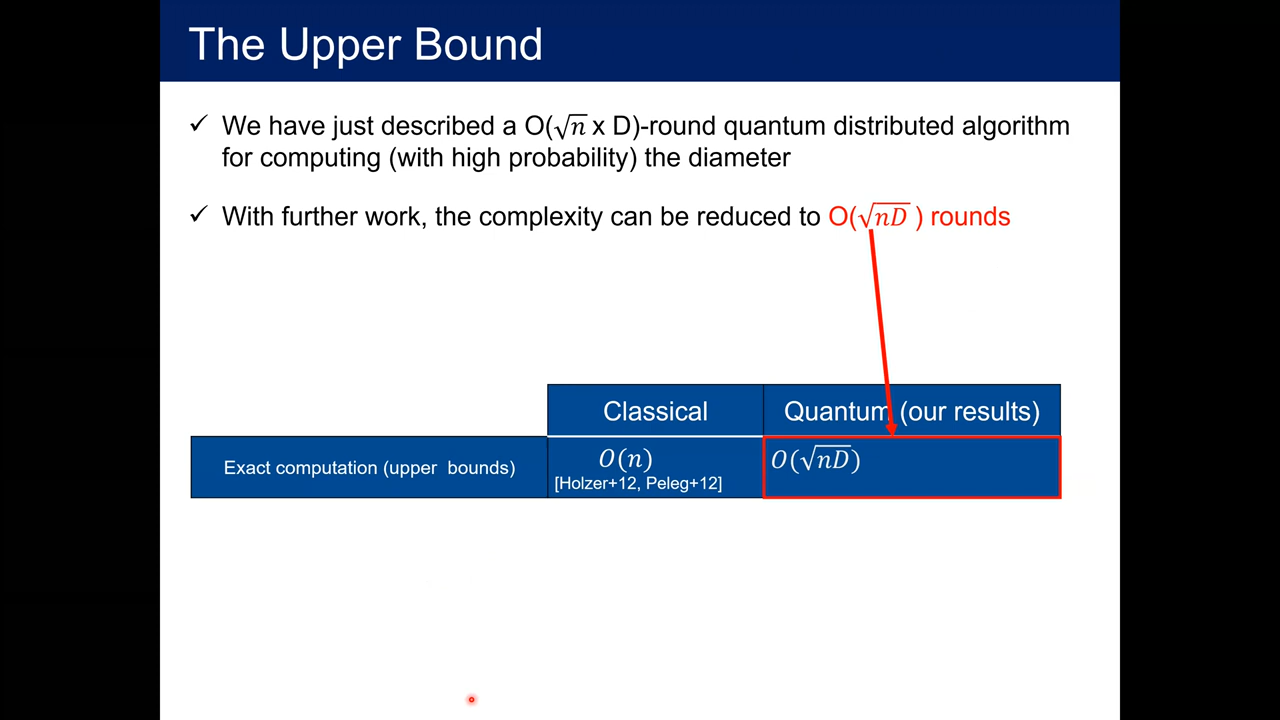 The Upper Bound
✓ We have just described a O(√n x D)-round quantum distributed algorithm
for computing (with high probability) the diameter
✓ With further work, the complexity can be reduced to O(√nD ) rounds
Classical Quantum (our results)
Exact computation (upper bounds) O(n) O(√nD)
[Holzer+12, Peleg+12]